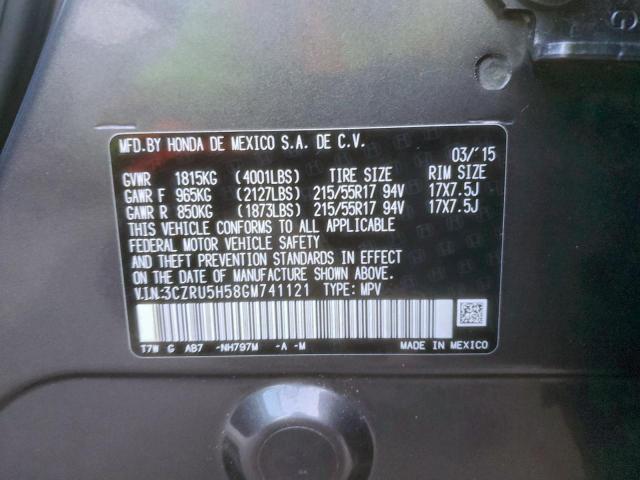 MFD.BY HONDA DE MEXICO S.A. DE C.V.
03/'15
GVWR 1815KG (4001LBS) TIRE SIZE RIM SIZE
GAWR F 965KG (2127LBS) 215/55R17 94V 17X7.5J
GAWR R 850KG (1873LBS) 215/55R17 94V 17X7.5J
THIS VEHICLE CONFORMS TO ALL APPLICABLE
FEDERAL MOTOR VEHICLE SAFETY
AND THEFT PREVENTION STANDARDS IN EFFECT
ON THE DATE OF MANUFACTURE SHOWN ABOVE.
V.I.N:3CZRU5H58GM741121 TYPE: MPV
T7W G AB7 -NH797M -A -M MADE IN MEXICO